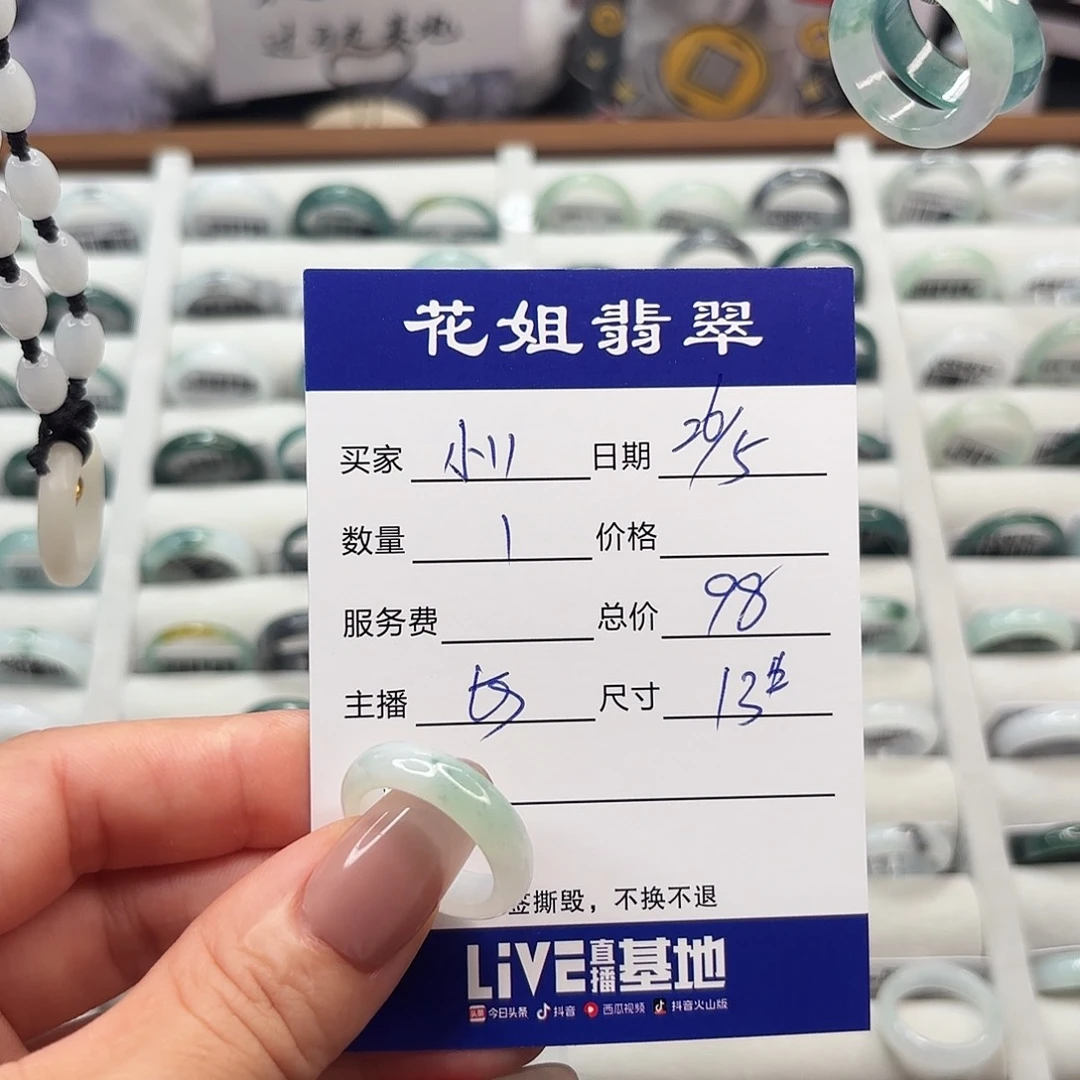 花姐翡翠
买家 小川 日期 26/5
数量 1 价格
服务费 总价 98
主播 尺寸 13
签撕毁，不换不退
LiVE直播基地
头条 今日头条 抖音 西瓜视频 抖音火山版